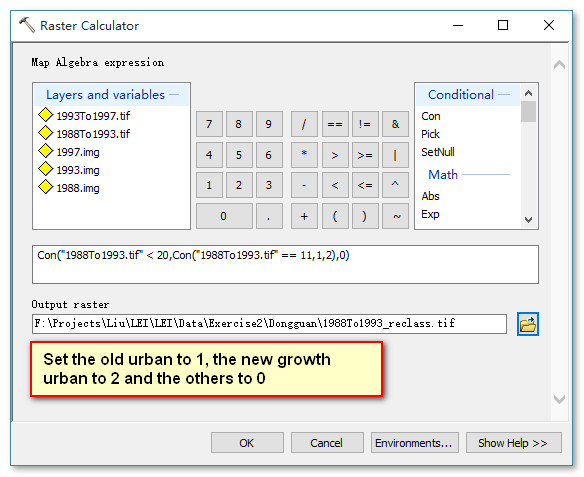 Raster Calculator
Map Algebra expression
Layers and variables
1993To1997.tif
1988To1993.tif
1997.img
1993.img
1988.img
7 8 9 / == != &
4 5 6 * > >= |
1 2 3 - < <= ^
0 . + ( ) ~
Conditional
Con
Pick
SetNull
Math
Abs
Exp
Con("1988To1993.tif" < 20,Con("1988To1993.tif" == 11,1,2),0)
Output raster
F:\Projects\Liu\LEI\LEI\Data\Exercise2\Dongguan\1988To1993_reclass.tif
Set the old urban to 1, the new growth
urban to 2 and the others to 0
OK Cancel Environments... Show Help >>